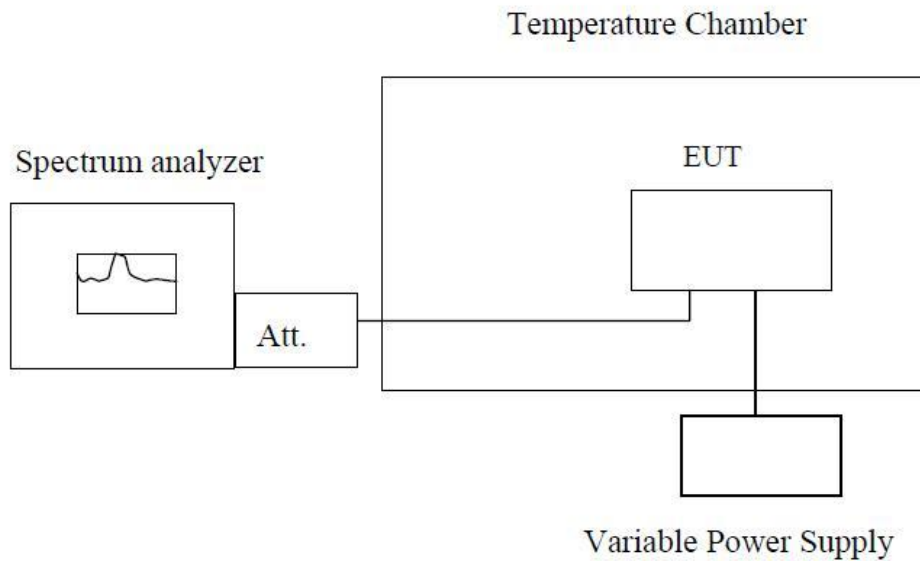 Temperature Chamber
Spectrum analyzer
EUT
Att.
Variable Power Supply